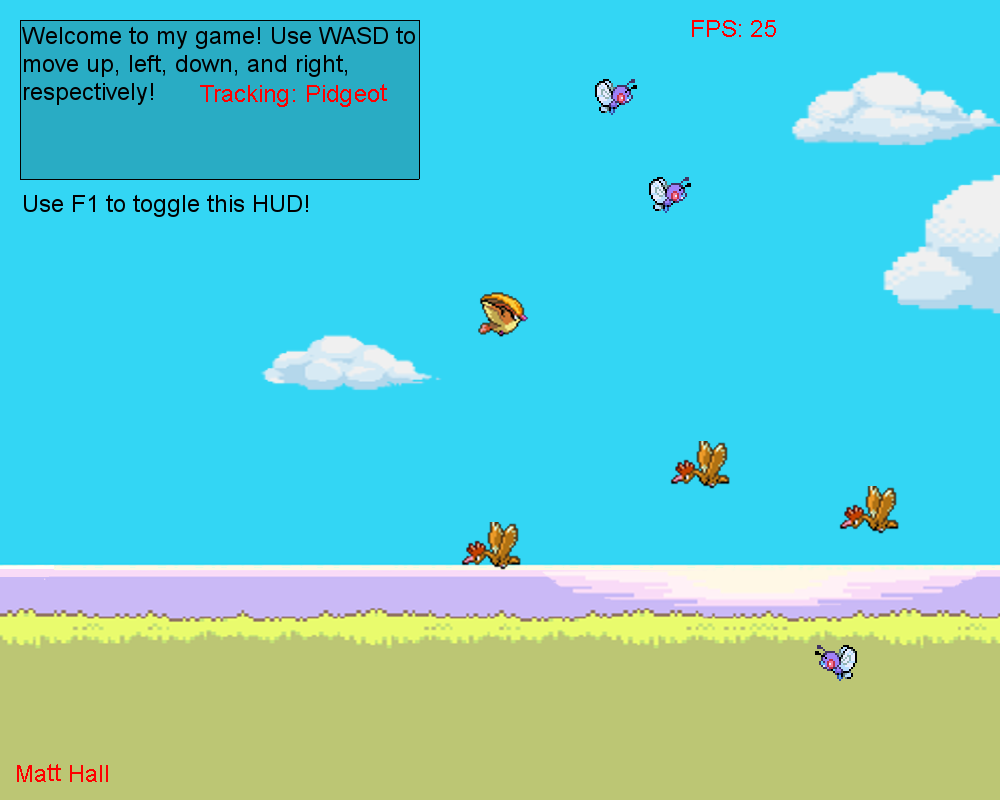 FPS: 25
Welcome to my game! Use WASD to
move up, left, down, and right,
respectively! Tracking: Pidgeot
Use F1 to toggle this HUD!
Matt Hall